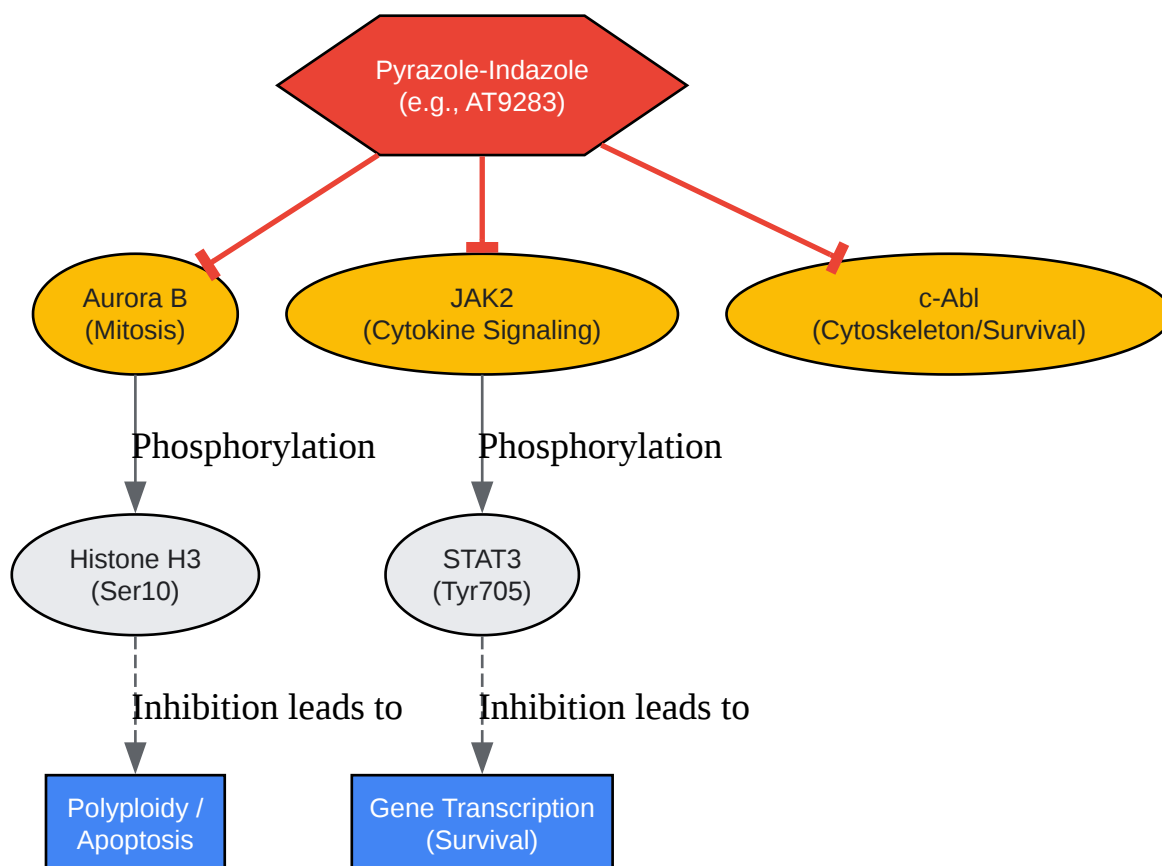 Pyrazole-Indazole
(e.g., AT9283)
Aurora B
(Mitosis)
JAK2
(Cytokine Signaling)
c-Abl
(Cytoskeleton/Survival)
Phosphorylation
Phosphorylation
Histone H3
(Ser10)
STAT3
(Tyr705)
Inhibition leads to
Inhibition leads to
Polyploidy /
Apoptosis
Gene Transcription
(Survival)